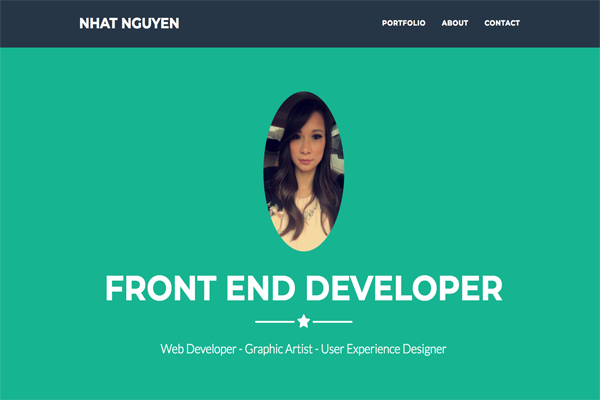 NHAT NGUYEN
PORTFOLIO ABOUT CONTACT
FRONT END DEVELOPER
Web Developer - Graphic Artist - User Experience Designer